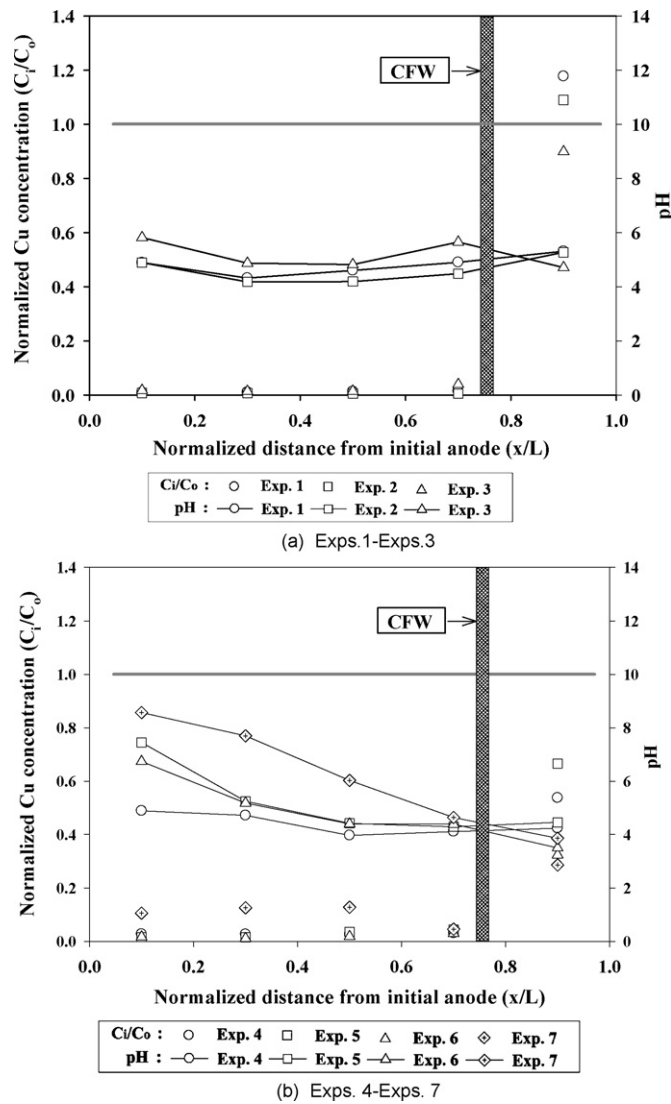 1.4
1.2
1.0
0.8
0.6
0.4
0.2
0.0
Normalized Cu concentration (Ci/Co)
CFW
14
12
10
8
6
4
2
0
pH
0.0 0.2 0.4 0.6 0.8 1.0
Normalized distance from initial anode (x/L)
Ci/Co : Exp. 1 Exp. 2 Exp. 3
pH : Exp. 1 Exp. 2 Exp. 3
(a) Exps.1-Exps.3
1.4
1.2
1.0
0.8
0.6
0.4
0.2
0.0
Normalized Cu concentration (Ci/Co)
CFW
14
12
10
8
6
4
2
0
pH
0.0 0.2 0.4 0.6 0.8 1.0
Normalized distance from initial anode (x/L)
Ci/Co : Exp. 4 Exp. 5 Exp. 6 Exp. 7
pH : Exp. 4 Exp. 5 Exp. 6 Exp. 7
(b) Exps. 4-Exps. 7